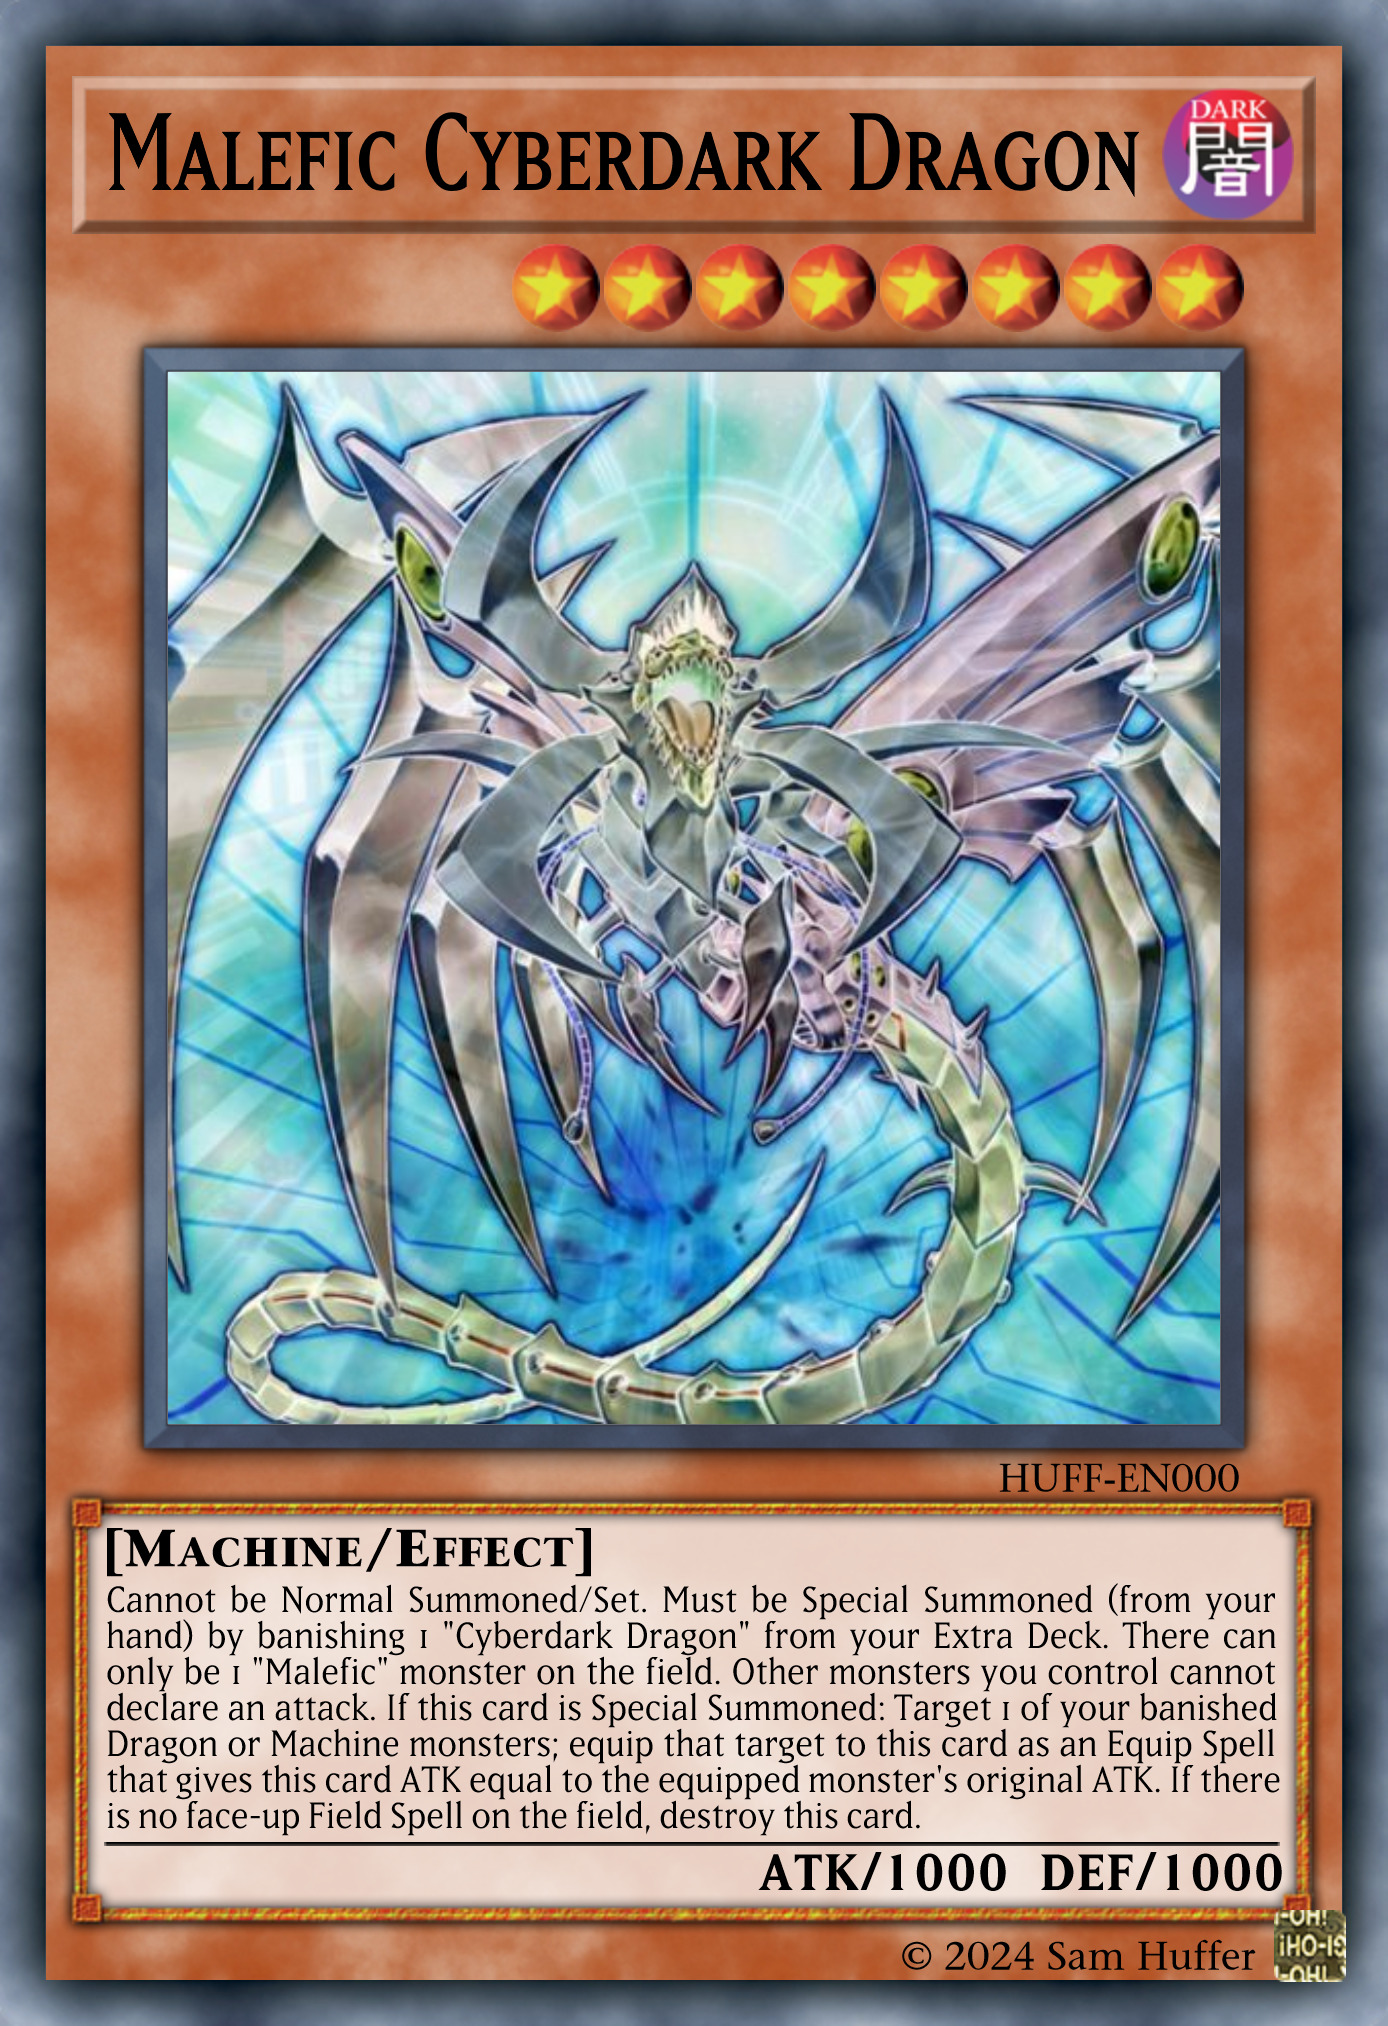 Malefic Cyberdark Dragon
DARK
闇
HUFF-EN000
[Machine/Effect]
Cannot be Normal Summoned/Set. Must be Special Summoned (from your
hand) by banishing 1 "Cyberdark Dragon" from your Extra Deck. There can
only be 1 "Malefic" monster on the field. Other monsters you control cannot
declare an attack. If this card is Special Summoned: Target 1 of your banished
Dragon or Machine monsters; equip that target to this card as an Equip Spell
that gives this card ATK equal to the equipped monster's original ATK. If there
is no face-up Field Spell on the field, destroy this card.
ATK/1000 DEF/1000
© 2024 Sam Huffer